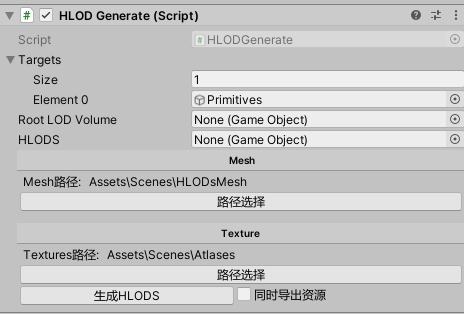 HLOD Generate (Script)
Script HLODGenerate
Targets
Size 1
Element 0 Primitives
Root LOD Volume None (Game Object)
HLODS None (Game Object)
Mesh
Mesh路径: Assets\Scenes\HLODsMesh
路径选择
Texture
Textures路径: Assets\Scenes\Atlases
路径选择
生成HLODS 同时导出资源